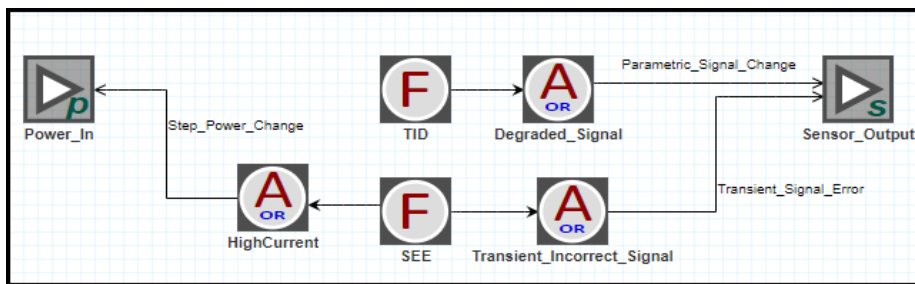 Parametric_Signal_Change
F
A
OR
p
s
Power_In
TID
Degraded_Signal
Sensor_Output
Step_Power_Change
A
OR
F
A
OR
Transient_Signal_Error
HighCurrent
SEE
Transient_Incorrect_Signal